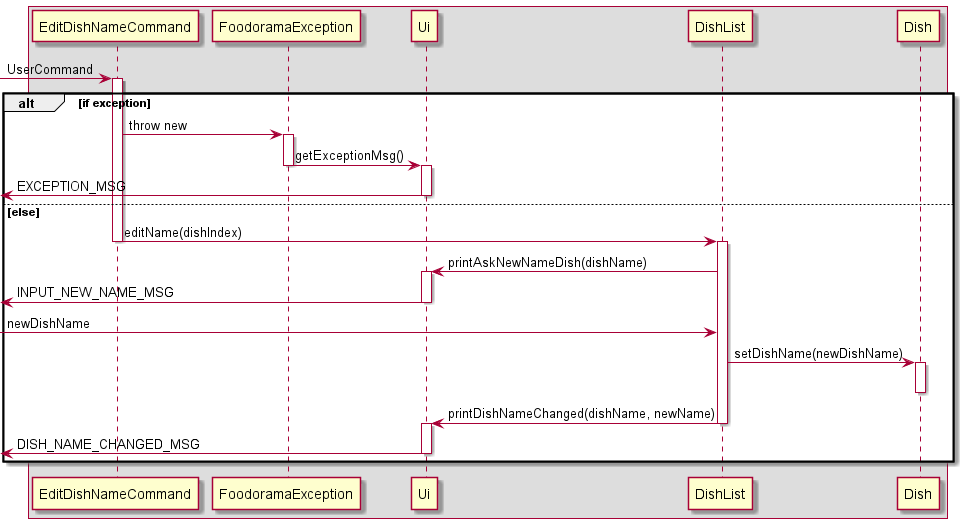 EditDishNameCommand FoodoramaException Ui DishList Dish
UserCommand
alt [if exception]
throw new
getExceptionMsg()
EXCEPTION_MSG
[else]
editName(dishIndex)
printAskNewNameDish(dishName)
INPUT_NEW_NAME_MSG
newDishName
setDishName(newDishName)
printDishNameChanged(dishName, newName)
DISH_NAME_CHANGED_MSG
EditDishNameCommand FoodoramaException Ui DishList Dish